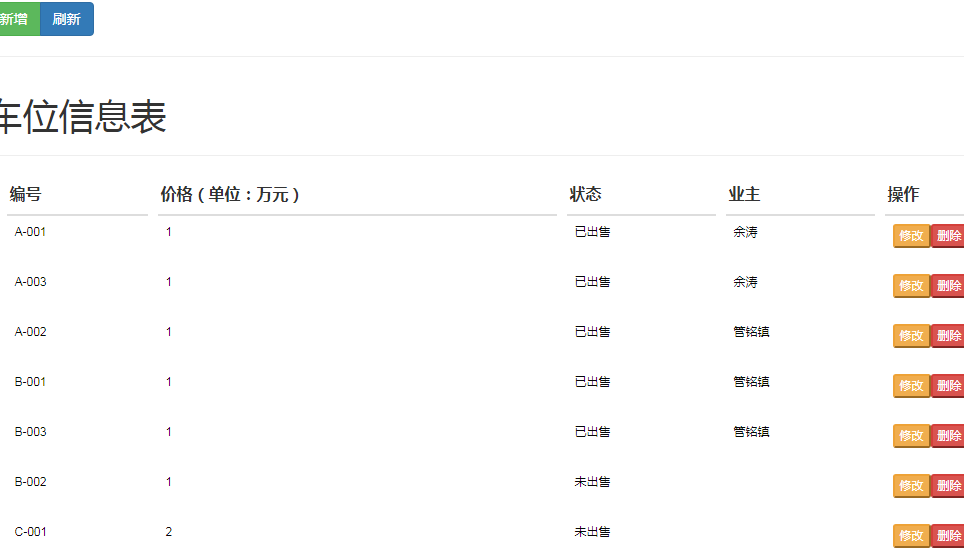 新增 刷新
车位信息表
编号 价格（单位：万元） 状态 业主 操作
A-001 1 已出售 余涛 修改 删除
A-003 1 已出售 余涛 修改 删除
A-002 1 已出售 管铭镇 修改 删除
B-001 1 已出售 管铭镇 修改 删除
B-003 1 已出售 管铭镇 修改 删除
B-002 1 未出售 修改 删除
C-001 2 未出售 修改 删除